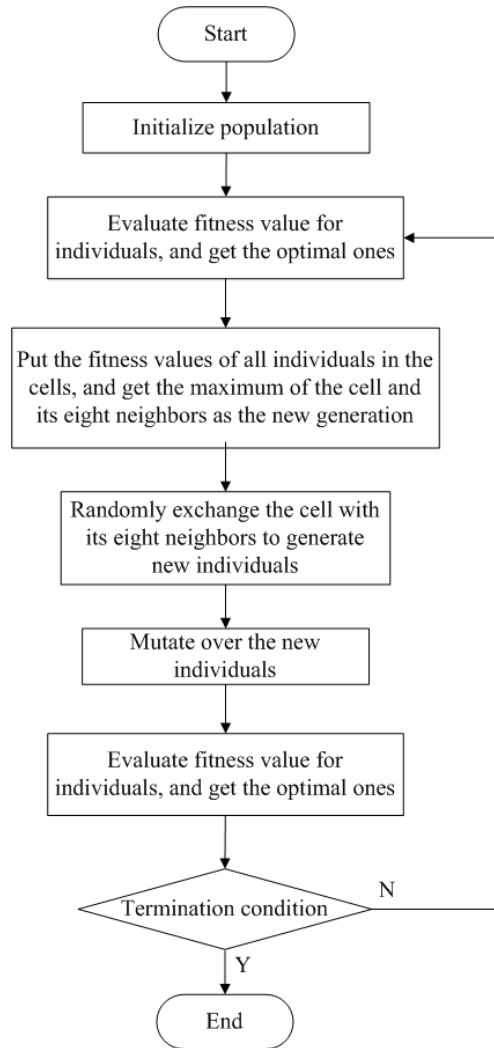 Start
Initialize population
Evaluate fitness value for
individuals, and get the optimal ones
Put the fitness values of all individuals in the
cells, and get the maximum of the cell and
its eight neighbors as the new generation
Randomly exchange the cell with
its eight neighbors to generate
new individuals
Mutate over the new
individuals
Evaluate fitness value for
individuals, and get the optimal ones
Termination condition
N
Y
End